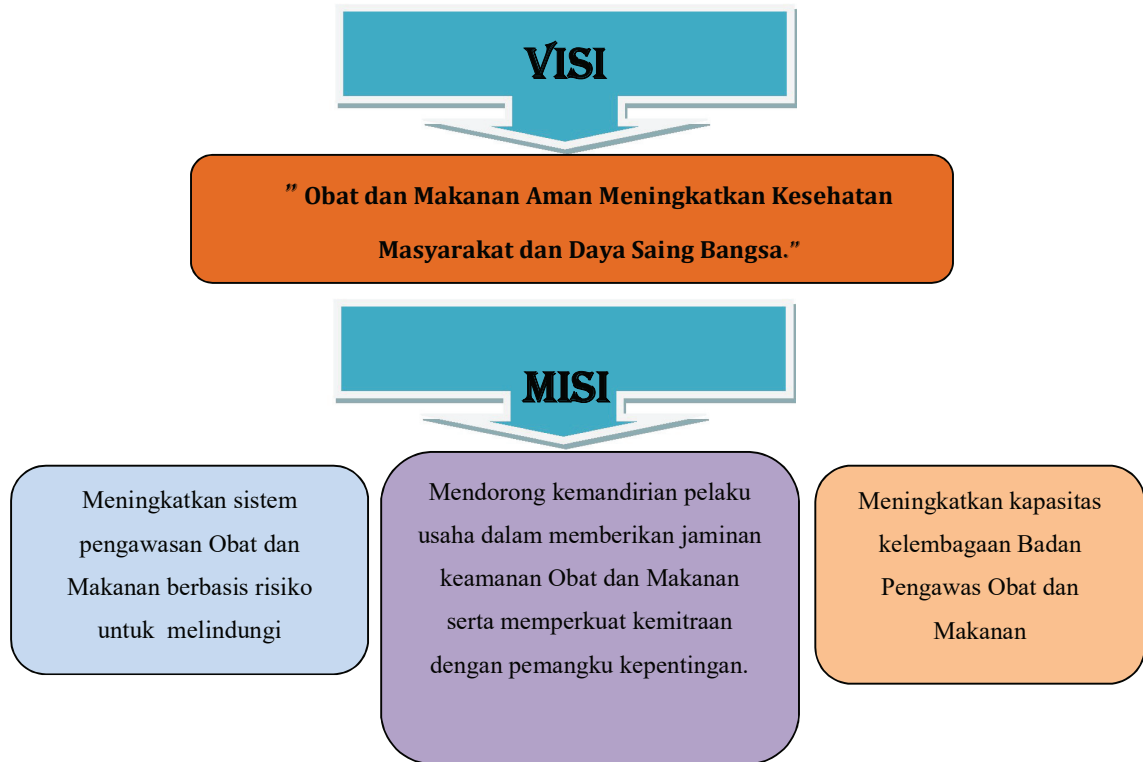 VISI
” Obat dan Makanan Aman Meningkatkan Kesehatan
Masyarakat dan Daya Saing Bangsa.”
MISI
Meningkatkan sistem
pengawasan Obat dan
Makanan berbasis risiko
untuk melindungi
Mendorong kemandirian pelaku
usaha dalam memberikan jaminan
keamanan Obat dan Makanan
serta memperkuat kemitraan
dengan pemangku kepentingan.
Meningkatkan kapasitas
kelembagaan Badan
Pengawas Obat dan
Makanan